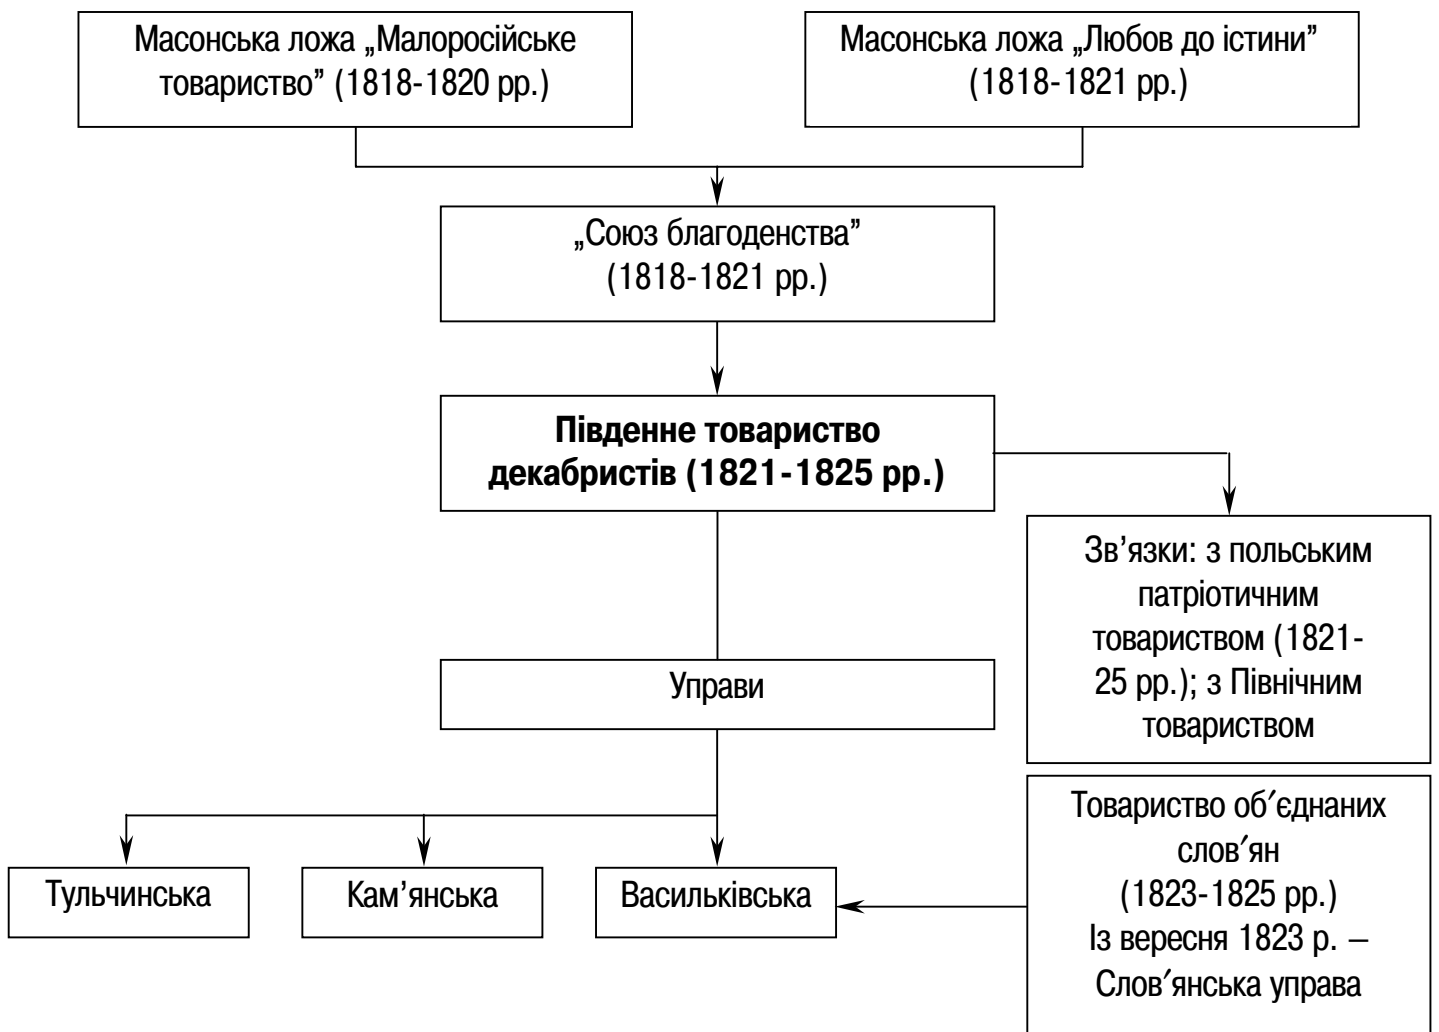 Масонська ложа „Малоросійське
товариство” (1818-1820 рр.)
Масонська ложа „Любов до істини”
(1818-1821 рр.)
„Союз благоденства”
(1818-1821 рр.)
Південне товариство
декабристів (1821-1825 рр.)
Зв’язки: з польським
патріотичним
товариством (1821-
25 рр.); з Північним
товариством
Управи
Товариство об′єднаних
слов′ян
(1823-1825 рр.)
Із вересня 1823 р. –
Слов′янська управа
Тульчинська
Кам’янська
Васильківська